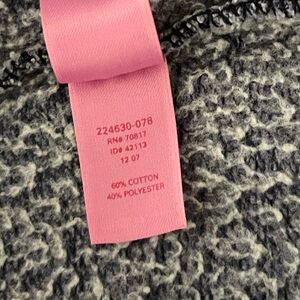 224630-078
RN# 70817
ID# 42113
12 07
60% COTTON
40% POLYESTER